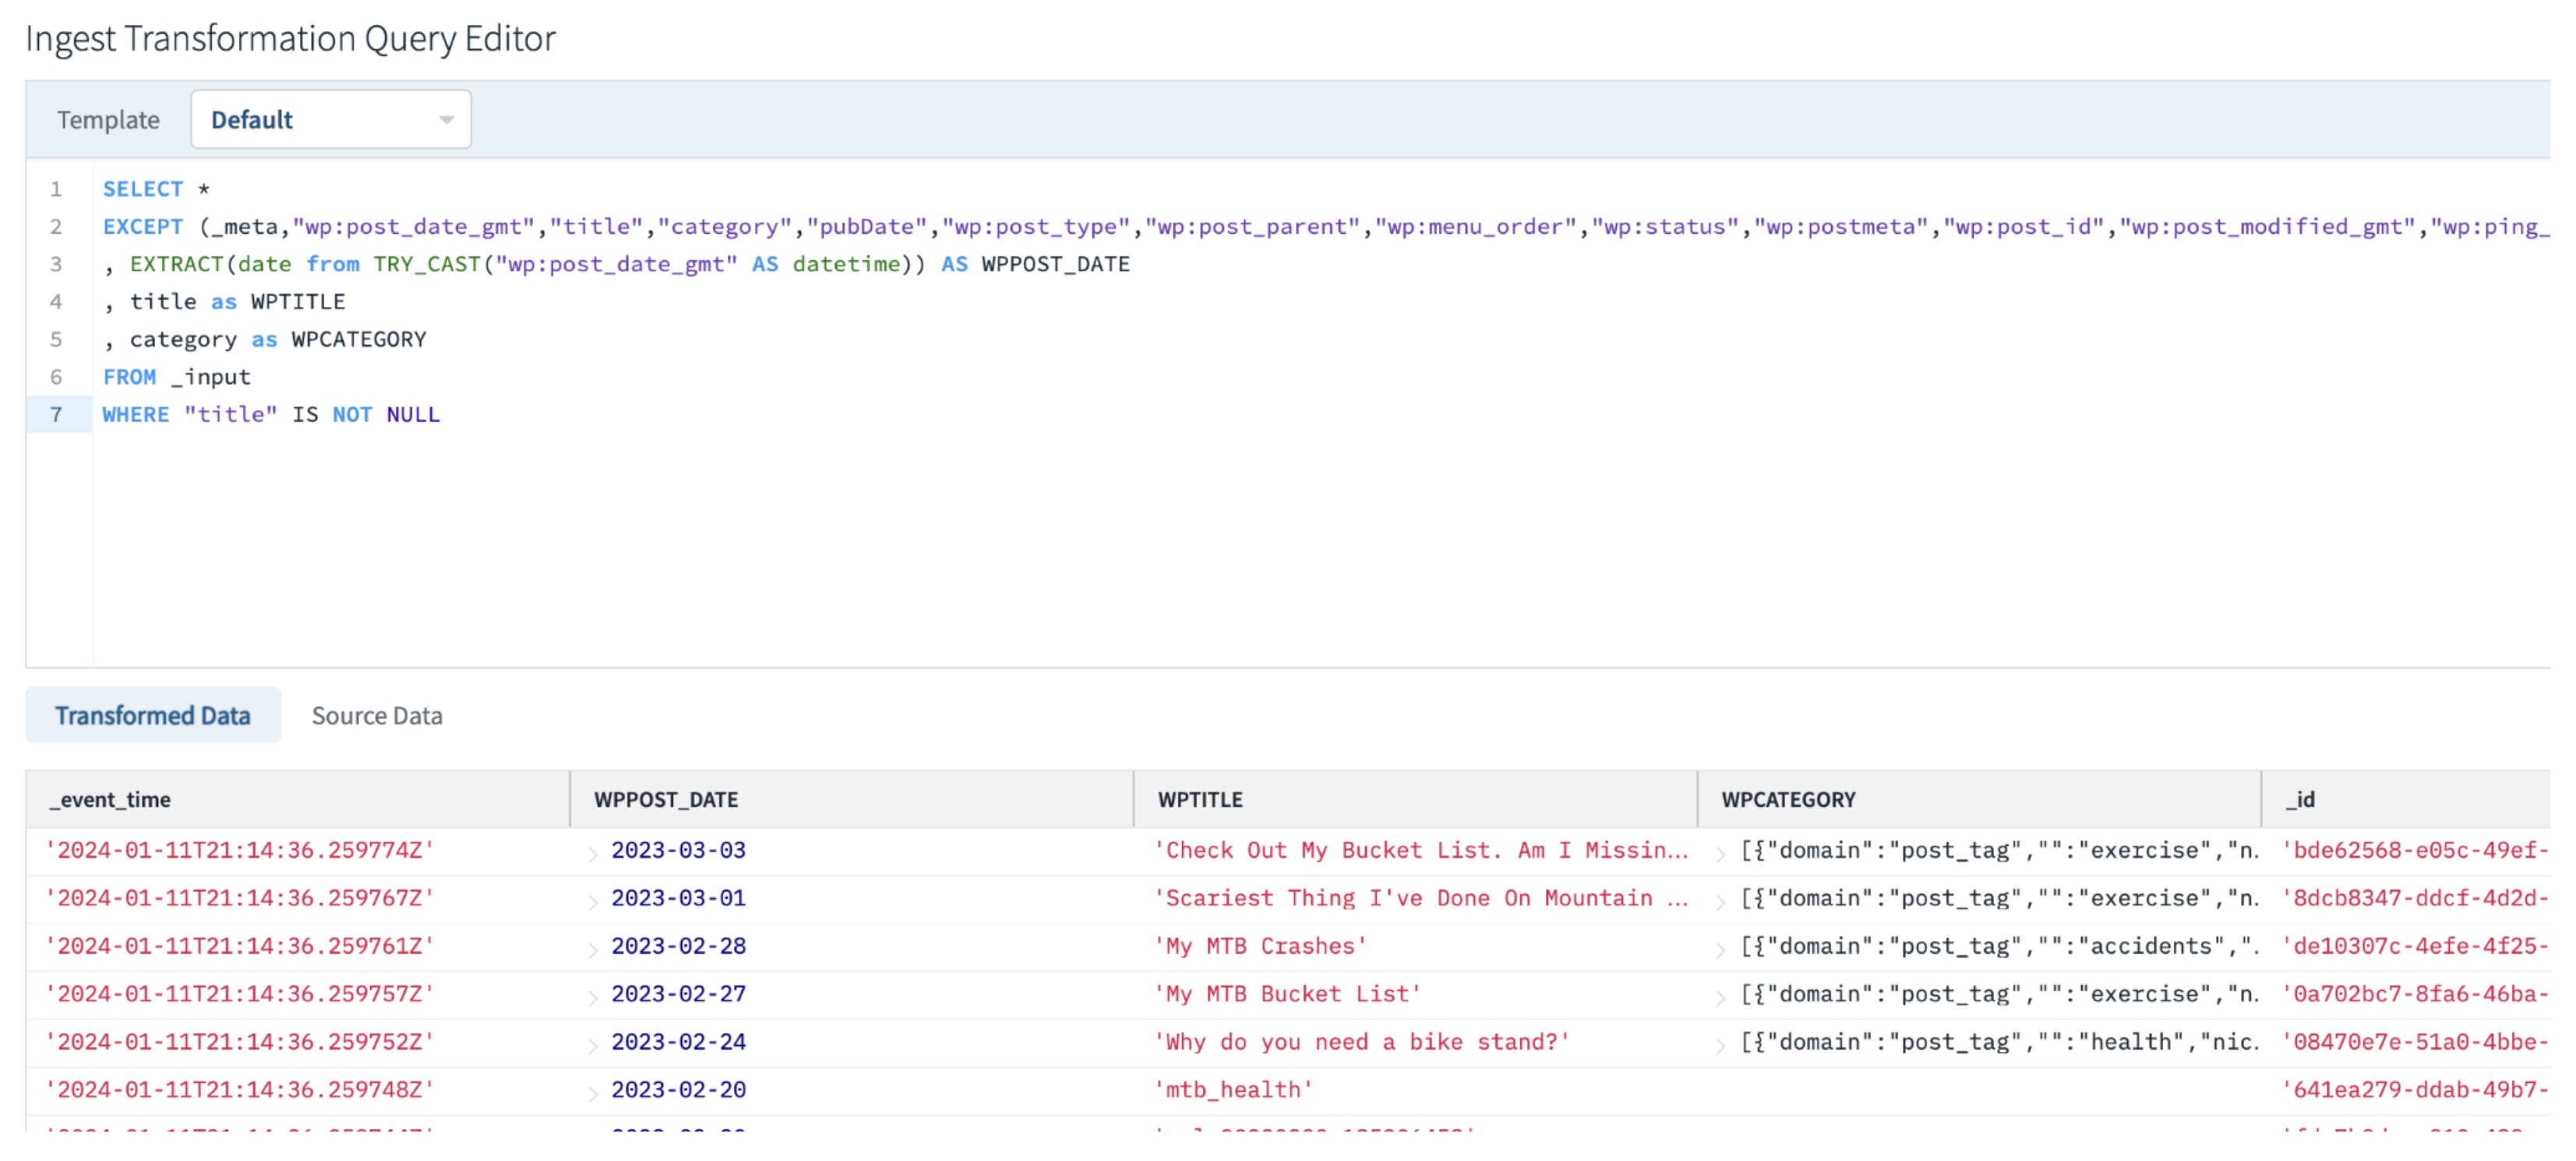 Ingest Transformation Query Editor
Template Default
1 SELECT *
2 EXCEPT (_meta,"wp:post_date_gmt","title","category","pubDate","wp:post_type","wp:post_parent","wp:menu_order","wp:status","wp:postmeta","wp:post_id","wp:post_modified_gmt","wp:ping_
3 , EXTRACT(date from TRY_CAST("wp:post_date_gmt" AS datetime)) AS WPPOST_DATE
4 , title as WPTITLE
5 , category as WPCATEGORY
6 FROM _input
7 WHERE "title" IS NOT NULL
Transformed Data Source Data
_event_time WPPOST_DATE WPTITLE WPCATEGORY _id
'2024-01-11T21:14:36.259774Z' 2023-03-03 'Check Out My Bucket List. Am I Missin... [{"domain":"post_tag","":"exercise","n. 'bde62568-e05c-49ef-
'2024-01-11T21:14:36.259767Z' 2023-03-01 'Scariest Thing I've Done On Mountain ... [{"domain":"post_tag","":"exercise","n. '8dcb8347-ddcf-4d2d-
'2024-01-11T21:14:36.259761Z' 2023-02-28 'My MTB Crashes' [{"domain":"post_tag","":"accidents",". 'de10307c-4efe-4f25-
'2024-01-11T21:14:36.259757Z' 2023-02-27 'My MTB Bucket List' [{"domain":"post_tag","":"exercise","n. '0a702bc7-8fa6-46ba-
'2024-01-11T21:14:36.259752Z' 2023-02-24 'Why do you need a bike stand?' [{"domain":"post_tag","":"health","nic. '08470e7e-51a0-4bbe-
'2024-01-11T21:14:36.259748Z' 2023-02-20 'mtb_health' '641ea279-ddab-49b7-